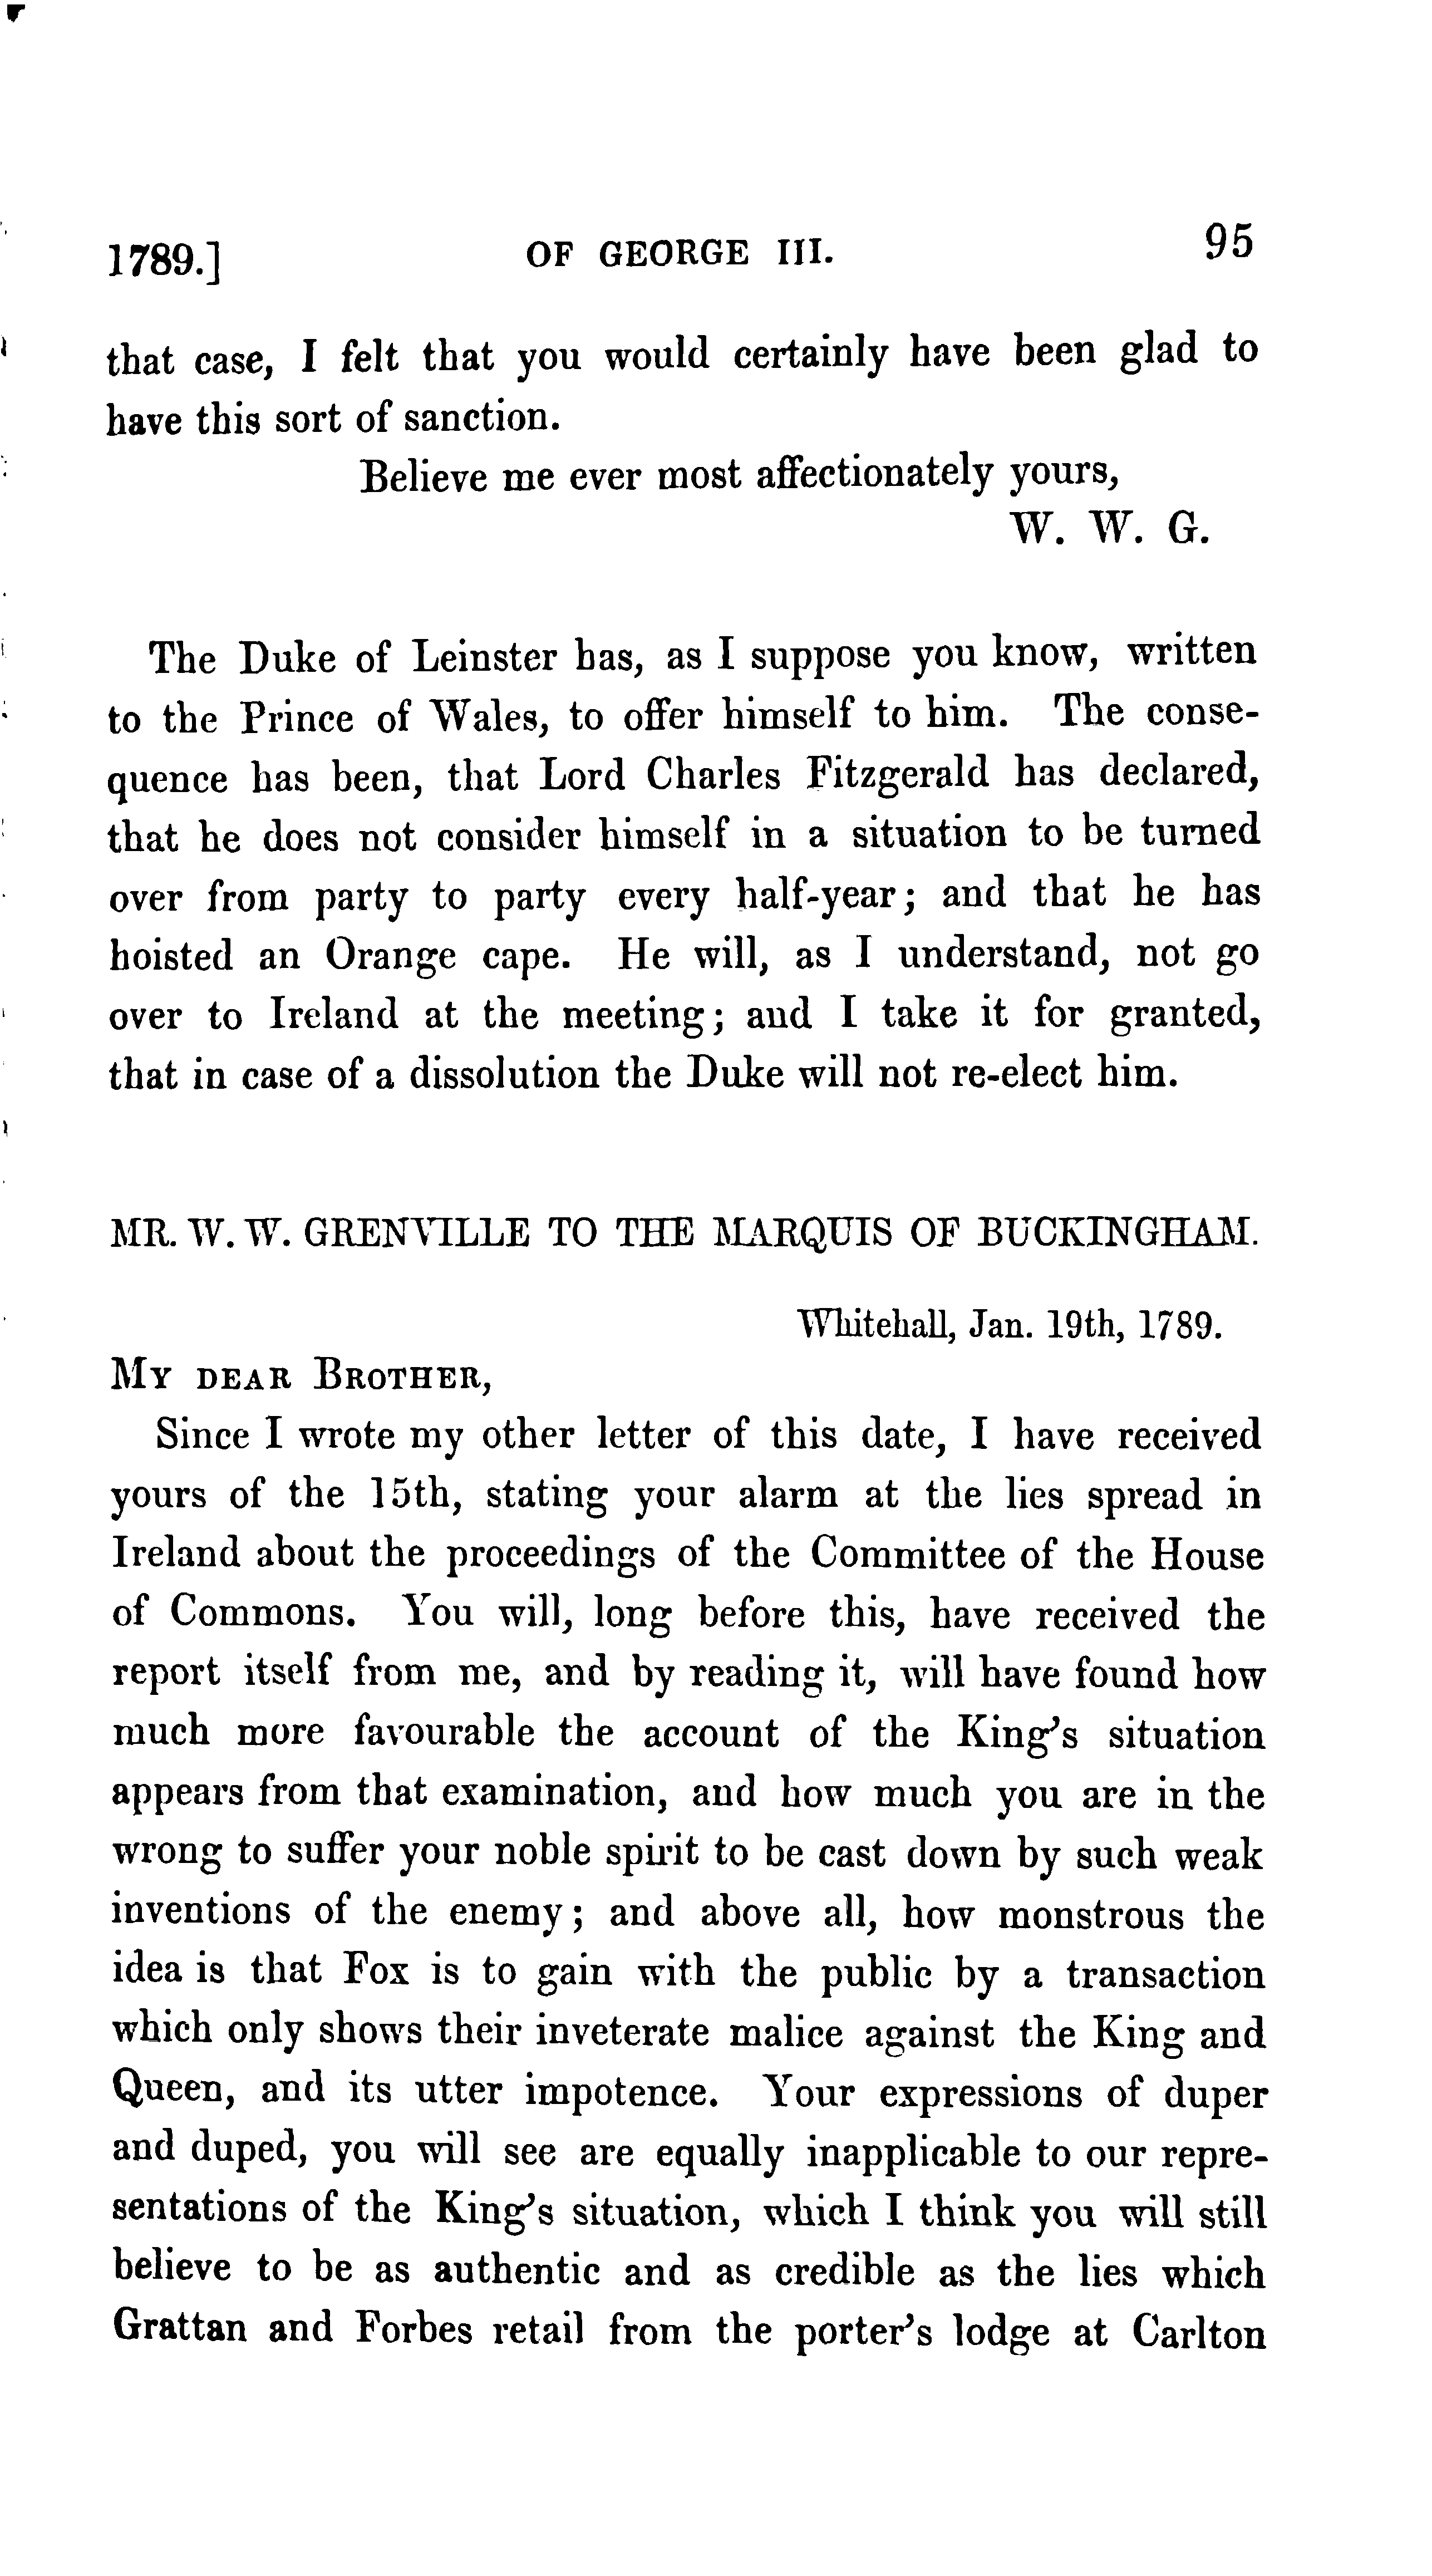 1789.] OF GEORGE III. 95
that case, I felt that you would certainly have been glad to
have this sort of sanction.
Believe me ever most affectionately yours,
W. W. G.
The Duke of Leinster has, as I suppose you know, written
to the Prince of Wales, to offer himself to him. The conse-
quence has been, that Lord Charles Fitzgerald has declared,
that he does not consider himself in a situation to be turned
over from party to party every half-year; and that he has
hoisted an Orange cape. He will, as I understand, not go
over to Ireland at the meeting; and I take it for granted,
that in case of a dissolution the Duke will not re-elect him.
MR. W. W. GRENVILLE TO THE MARQUIS OF BUCKINGHAM.
Whitehall, Jan. 19th, 1789.
MY DEAR BROTHER,
Since I wrote my other letter of this date, I have received
yours of the 15th, stating your alarm at the lies spread in
Ireland about the proceedings of the Committee of the House
of Commons. You will, long before this, have received the
report itself from me, and by reading it, will have found how
much more favourable the account of the King's situation
appears from that examination, and how much you are in the
wrong to suffer your noble spirit to be cast down by such weak
inventions of the enemy; and above all, how monstrous the
idea is that Fox is to gain with the public by a transaction
which only shows their inveterate malice against the King and
Queen, and its utter impotence. Your expressions of duper
and duped, you will see are equally inapplicable to our repre-
sentations of the King's situation, which I think you will still
believe to be as authentic and as credible as the lies which
Grattan and Forbes retail from the porter's lodge at Carlton